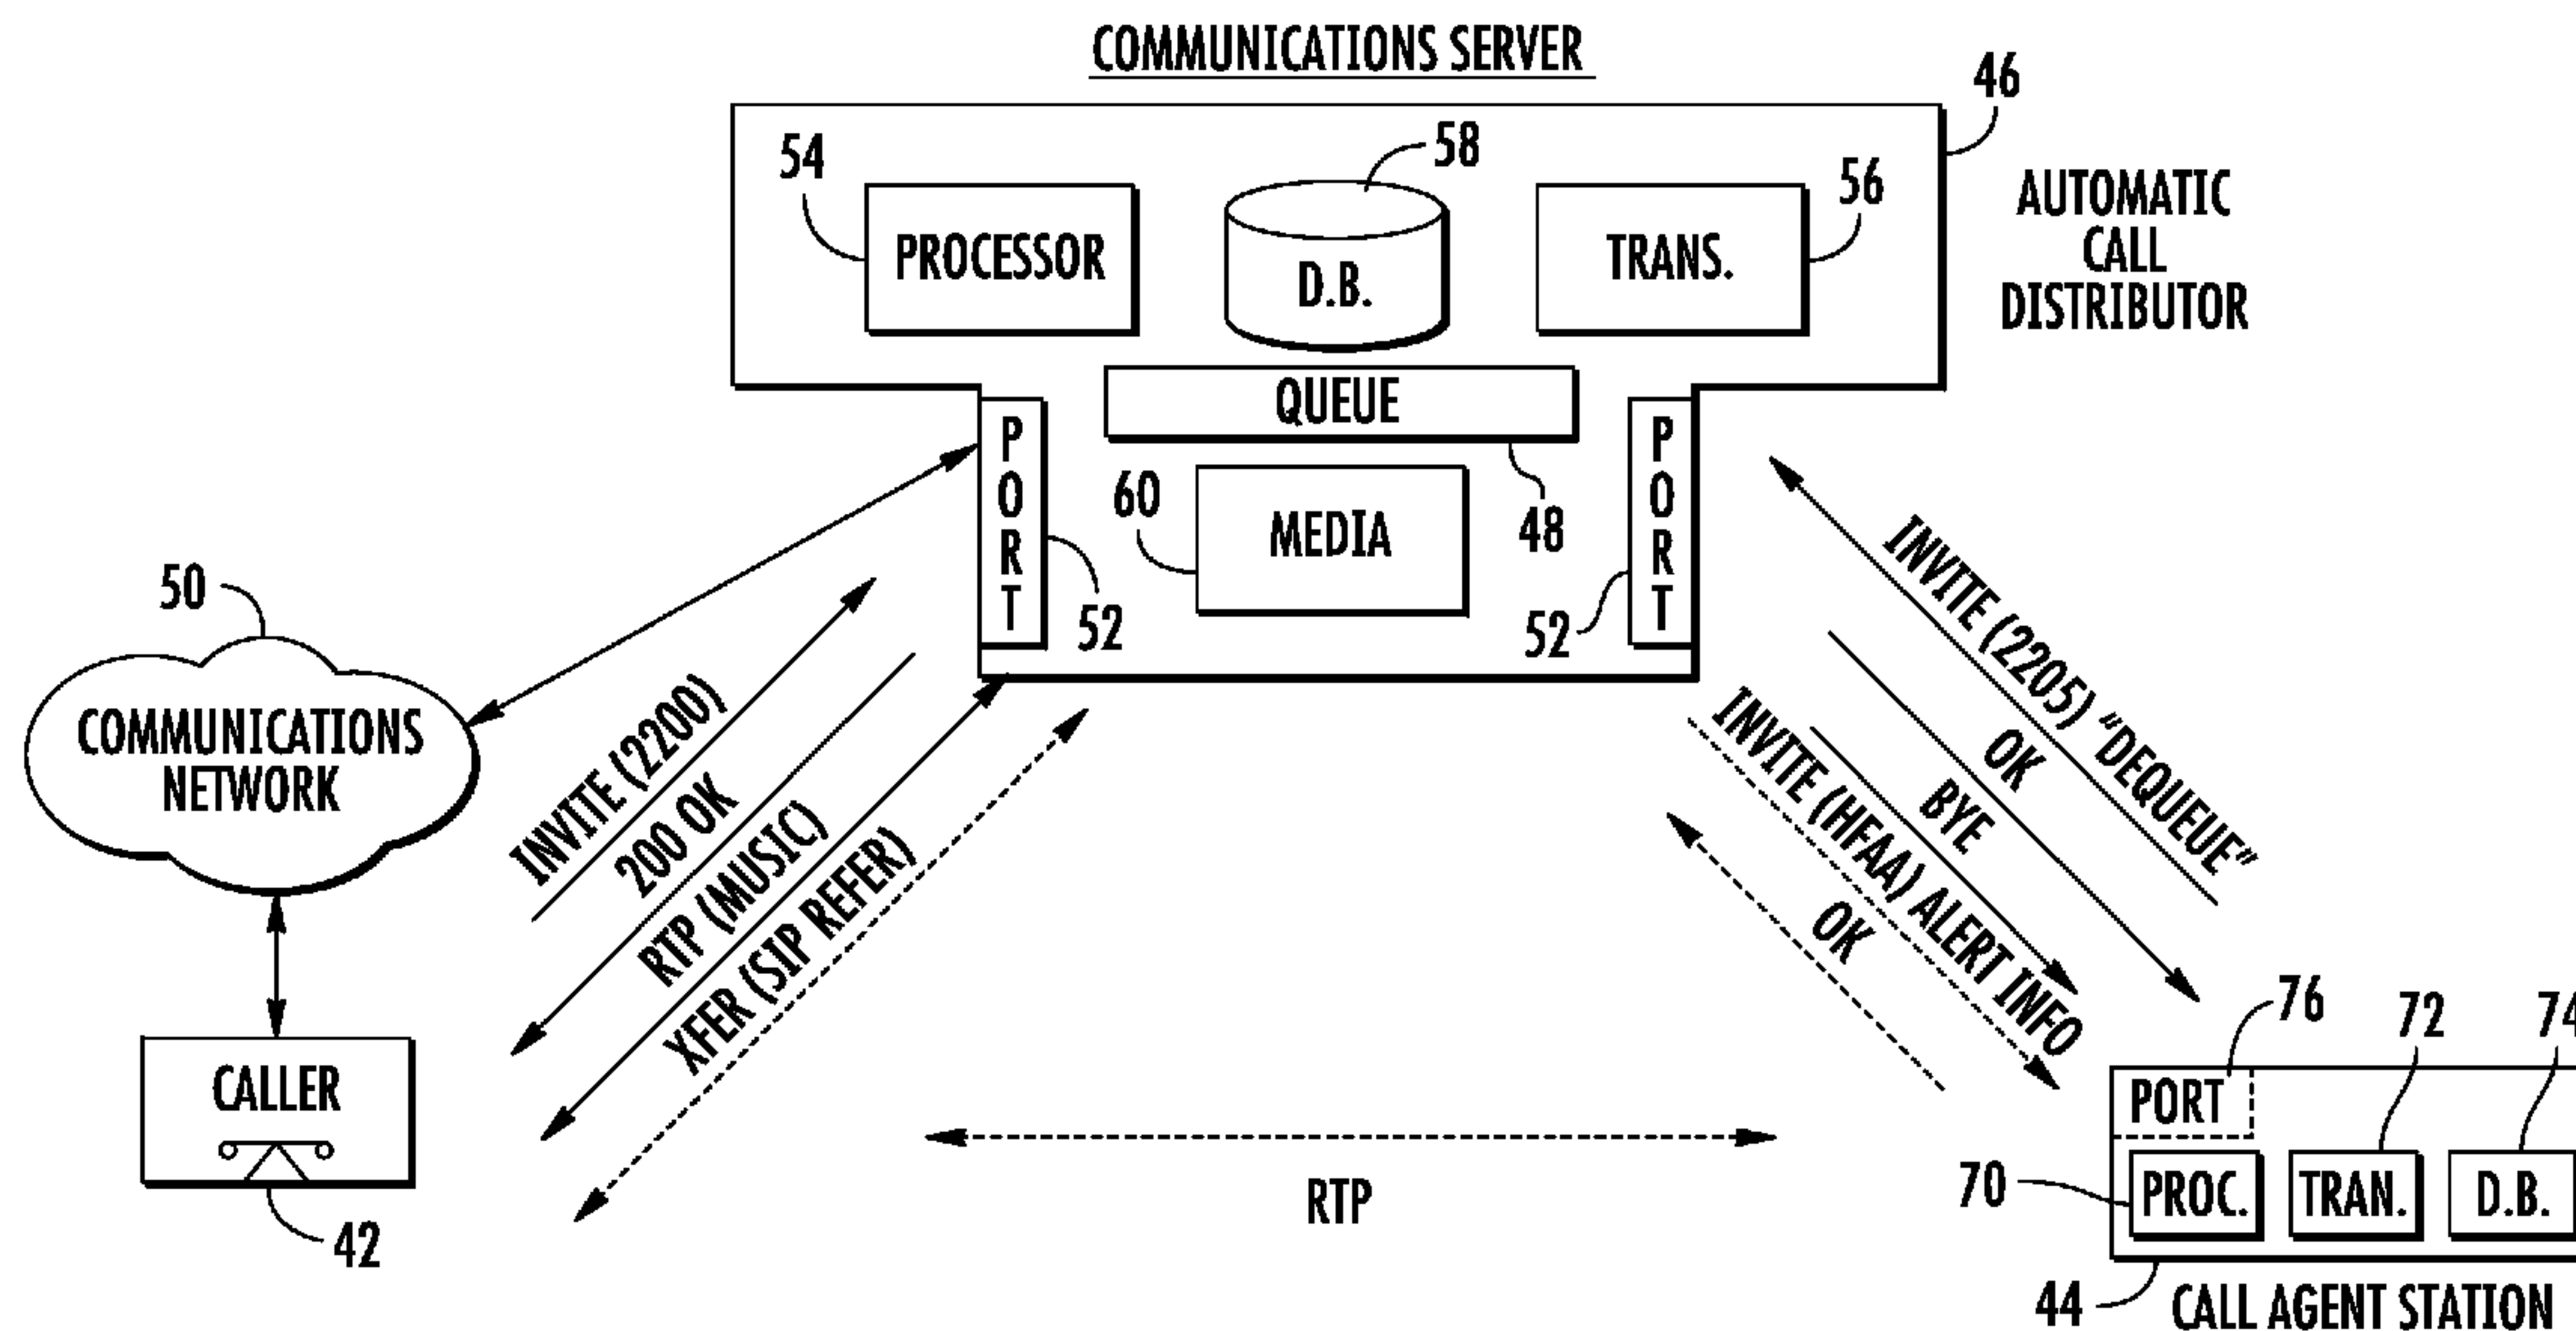 COMMUNICATIONS SERVER
46
54
58
56
PROCESSOR
D.B.
TRANS.
AUTOMATIC
CALL
DISTRIBUTOR
QUEUE
48
PORT
52
60
MEDIA
PORT
52
50
COMMUNICATIONS
NETWORK
INVITE (2200)
200 OK
RTP (MUSIC)
XFER (SIP REFER)
INVITE (2205) "DEQUEUE"
OK
BYE
INVITE (HFAA) ALERT INFO
OK
CALLER
42
RTP
76
72
74
PORT
70
PROC.
TRAN.
D.B.
44
CALL AGENT STATION